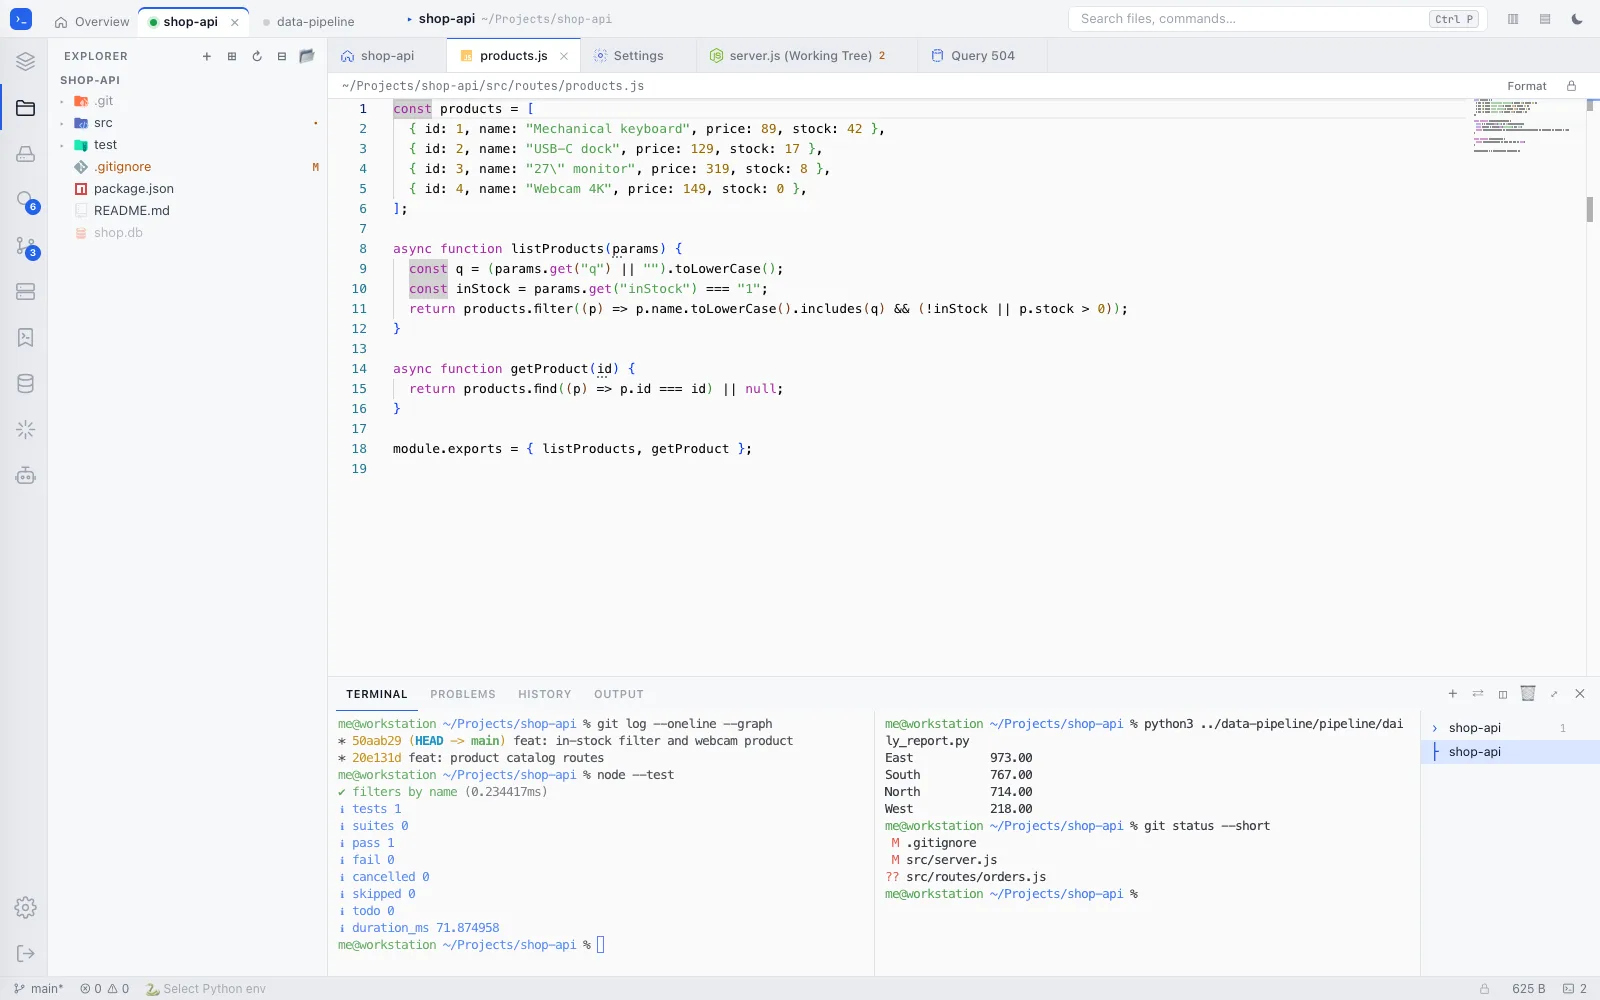 Overview
shop-api
data-pipeline
shop-api ~/Projects/shop-api
Search files, commands...
Ctrl P
EXPLORER
SHOP-API
.git
src
test
.gitignore M
package.json
README.md
shop.db
6
3
shop-api
products.js
Settings
server.js (Working Tree) 2
Query 504
~/Projects/shop-api/src/routes/products.js
Format
1 const products = [
2 { id: 1, name: "Mechanical keyboard", price: 89, stock: 42 },
3 { id: 2, name: "USB-C dock", price: 129, stock: 17 },
4 { id: 3, name: "27\" monitor", price: 319, stock: 8 },
5 { id: 4, name: "Webcam 4K", price: 149, stock: 0 },
6 ];
7
8 async function listProducts(params) {
9 const q = (params.get("q") || "").toLowerCase();
10 const inStock = params.get("inStock") === "1";
11 return products.filter((p) => p.name.toLowerCase().includes(q) && (!inStock || p.stock > 0));
12 }
13
14 async function getProduct(id) {
15 return products.find((p) => p.id === id) || null;
16 }
17
18 module.exports = { listProducts, getProduct };
19
TERMINAL
PROBLEMS
HISTORY
OUTPUT
me@workstation ~/Projects/shop-api % git log --oneline --graph
* 50aab29 (HEAD -> main) feat: in-stock filter and webcam product
* 20e131d feat: product catalog routes
me@workstation ~/Projects/shop-api % node --test
✔ filters by name (0.234417ms)
ℹ tests 1
ℹ suites 0
ℹ pass 1
ℹ fail 0
ℹ cancelled 0
ℹ skipped 0
ℹ todo 0
ℹ duration_ms 71.874958
me@workstation ~/Projects/shop-api %
me@workstation ~/Projects/shop-api % python3 ../data-pipeline/pipeline/dai
ly_report.py
East 973.00
South 767.00
North 714.00
West 218.00
me@workstation ~/Projects/shop-api % git status --short
M .gitignore
M src/server.js
?? src/routes/orders.js
me@workstation ~/Projects/shop-api %
shop-api 1
shop-api
main*
0
0
Select Python env
625 B
2